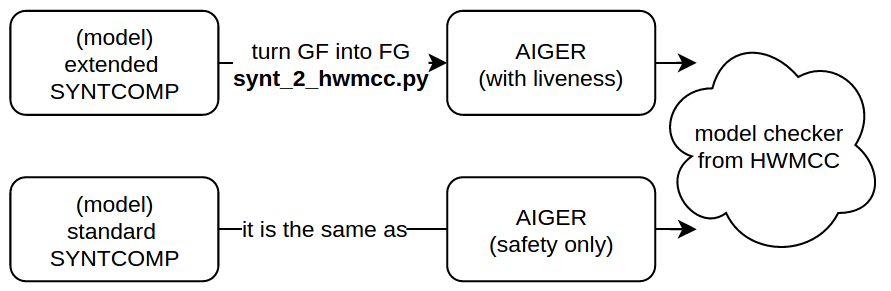 (model)
extended
SYNTCOMP
turn GF into FG
synt_2_hwmcc.py
AIGER
(with liveness)
model checker
from HWMCC
(model)
standard
SYNTCOMP
it is the same as
AIGER
(safety only)